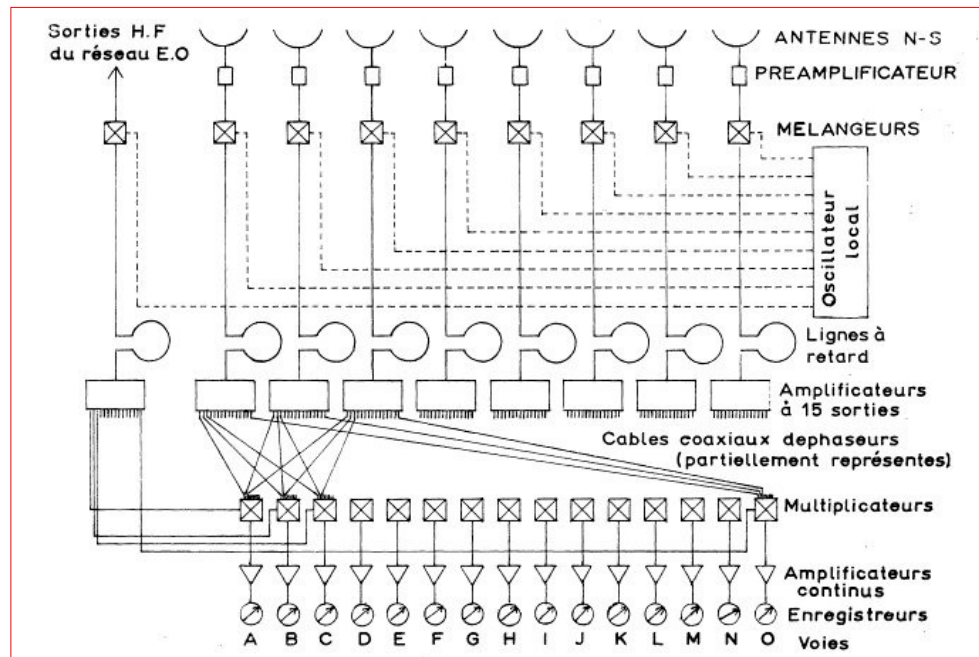 Sorties H.F
du réseau E.O
ANTENNES N-S
PREAMPLIFICATEUR
MELANGEURS
Oscillateur
local
Lignes à
retard
Amplificateurs
à 15 sorties
Cables coaxiaux dephaseurs
(partiellement représentes)
Multiplicateurs
Amplificateurs
continus
Enregistreurs
A B C D E F G H I J K L M N O
Voies